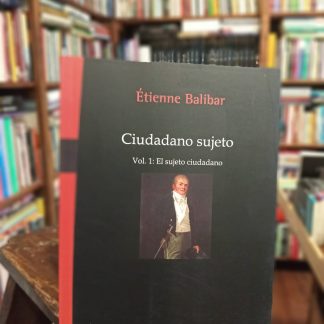 Étienne Balibar
Ciudadano sujeto
Vol. 1: El sujeto ciudadano